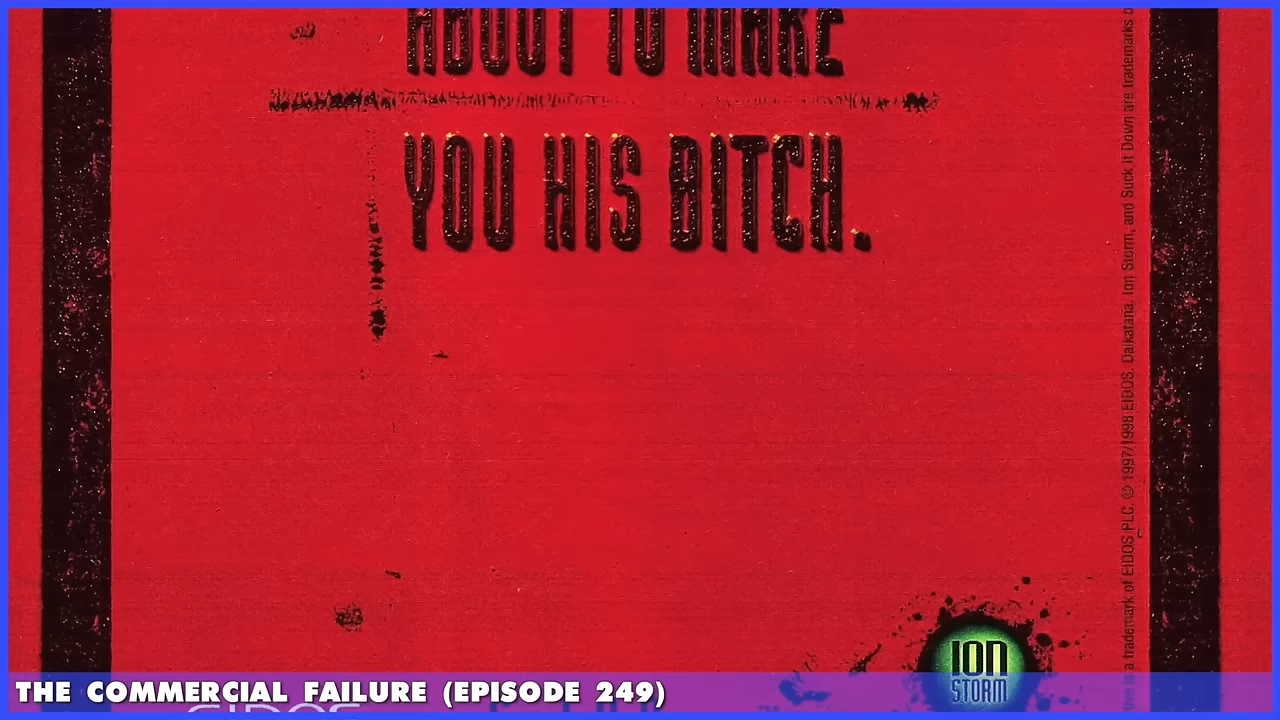 ABOUT TO MAKE
YOU HIS BITCH.
a trademark of EIDOS PLC. © 1997/1998 EIDOS. Daikatana, Ion Storm, and Suck it Down are trademarks
ION
STORM
THE COMMERCIAL FAILURE (EPISODE 249)
EIDOS